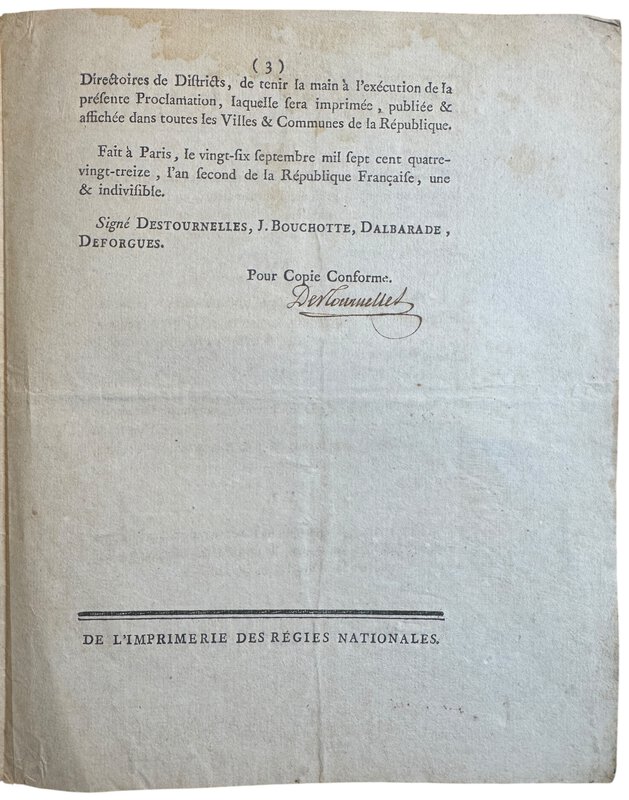 ( 3 )
Directoires de Districts, de tenir la main à l'exécution de la
présente Proclamation, laquelle sera imprimée, publiée &
affichée dans toutes les Villes & Communes de la République.
Fait à Paris, le vingt-six septembre mil sept cent quatre-
vingt-treize, l'an second de la République Française, une
& indivisible.
Signé DESTOURNELLES, J. BOUCHOTTE, DALBARADE,
DEFORGUES.
Pour Copie Conforme.
Destournelles
DE L'IMPRIMERIE DES RÉGIES NATIONALES.